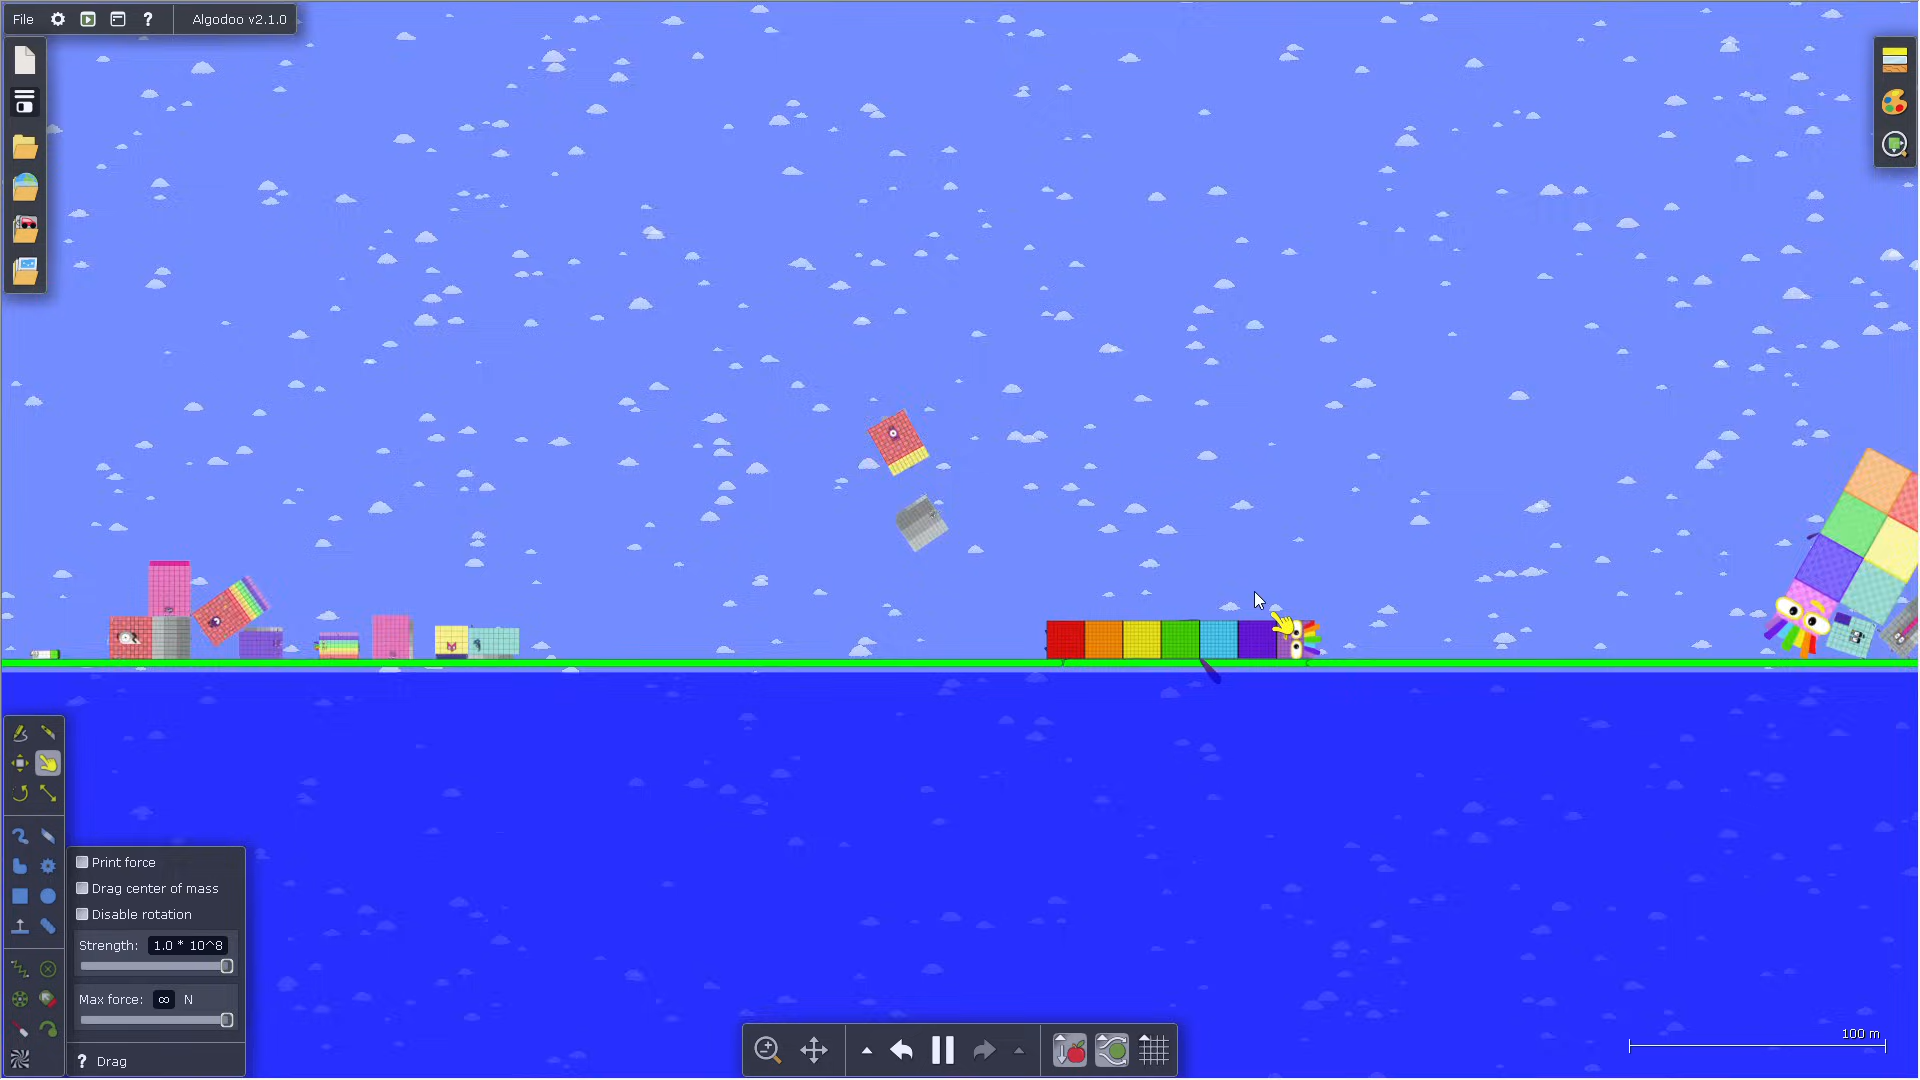 File ? Algodoo v2.1.0
Print force
Drag center of mass
Disable rotation
Strength: 1.0 * 10^8
Max force: ∞ N
? Drag
100 m